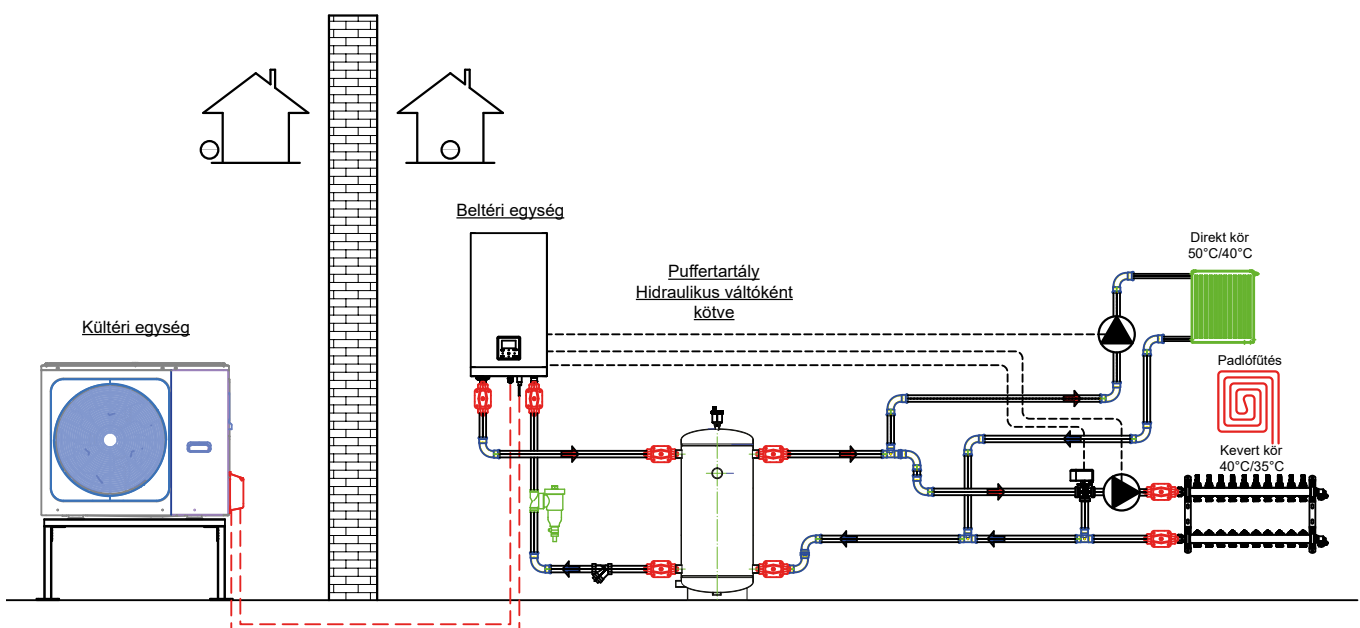 Beltéri egység
Puffertartály
Hidraulikus váltóként
kötve
Kültéri egység
Direkt kör
50°C/40°C
Padlófűtés
Kevert kör
40°C/35°C